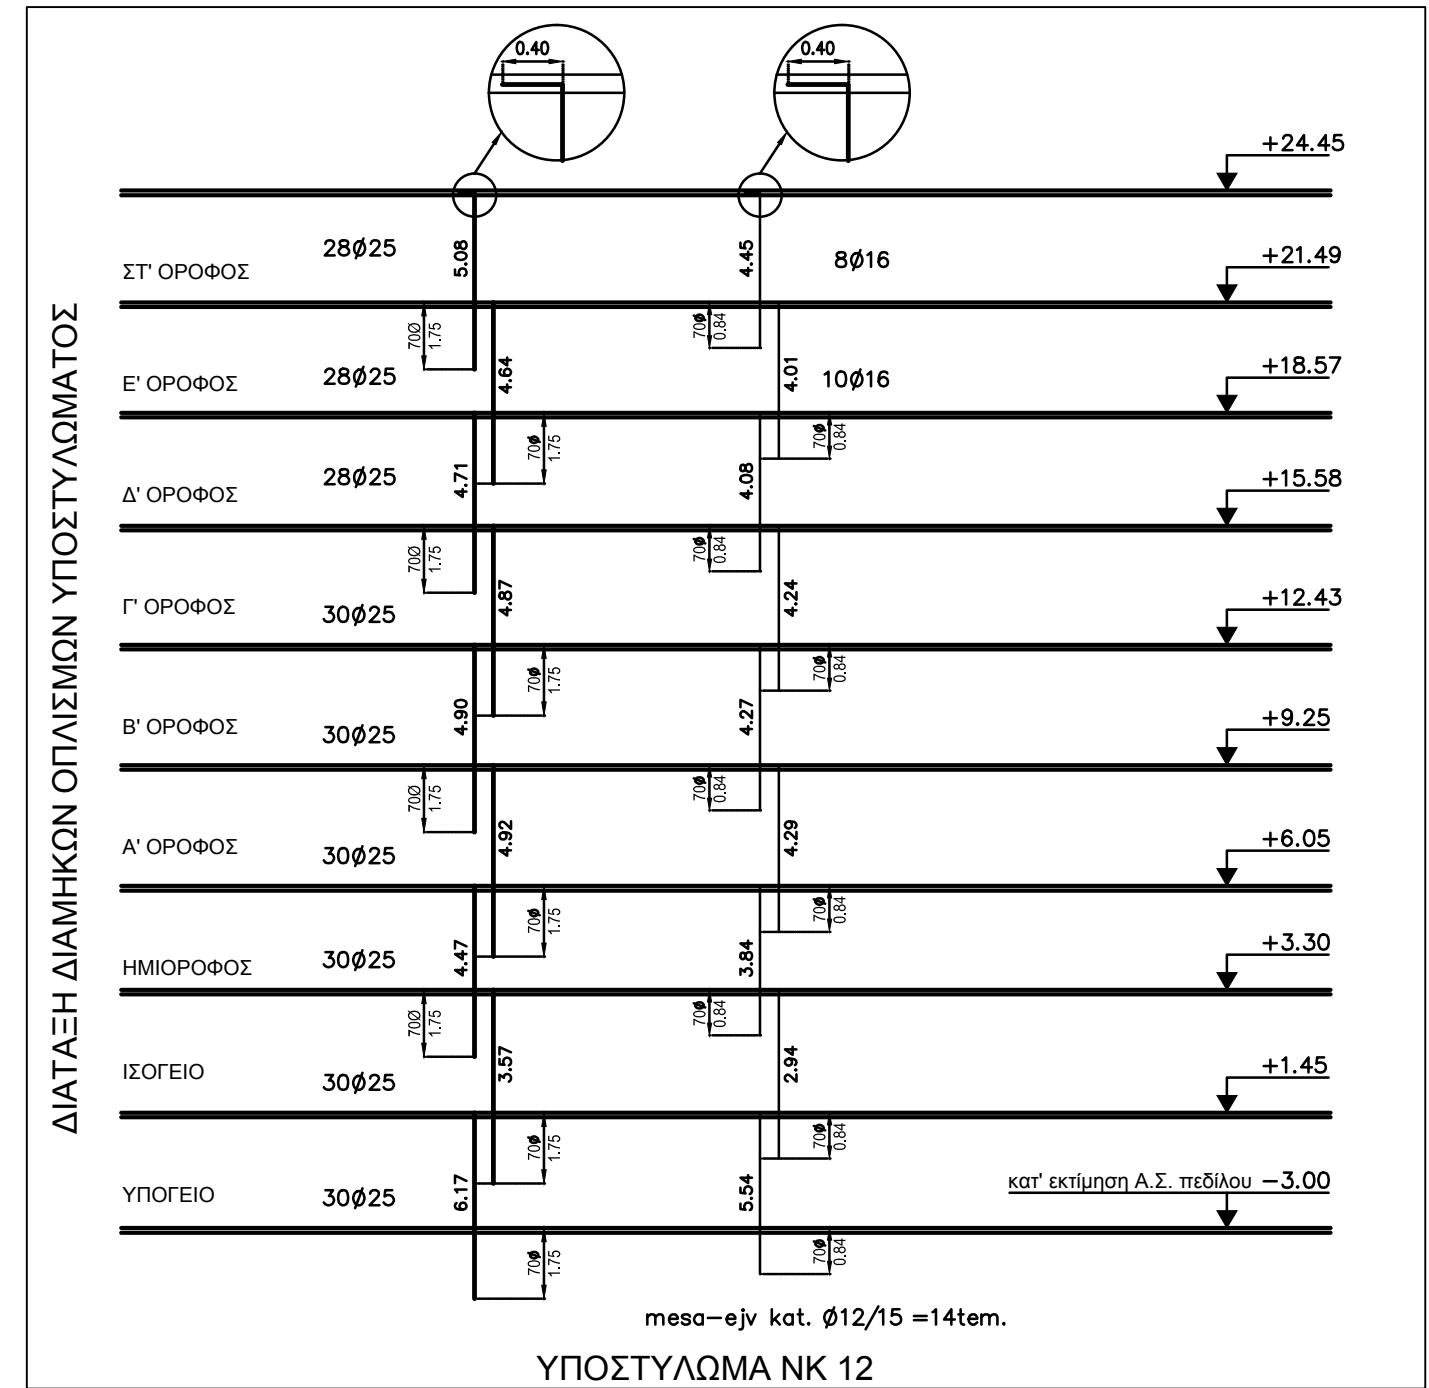 ΔΙΑΤΑΞΗ ΔΙΑΜΗΚΩΝ ΟΠΛΙΣΜΩΝ ΥΠΟΣΤΥΛΩΜΑΤΟΣ
0.40
0.40
+24.45
ΣΤ' ΟΡΟΦΟΣ
28Ø25
5.08
4.45
8Ø16
+21.49
70Ø
1.75
70Ø
0.84
Ε' ΟΡΟΦΟΣ
28Ø25
4.64
4.01
10Ø16
+18.57
70Ø
1.75
70Ø
0.84
Δ' ΟΡΟΦΟΣ
28Ø25
4.71
4.08
+15.58
70Ø
1.75
70Ø
0.84
Γ' ΟΡΟΦΟΣ
30Ø25
4.87
4.24
+12.43
70Ø
1.75
70Ø
0.84
Β' ΟΡΟΦΟΣ
30Ø25
4.90
4.27
+9.25
70Ø
1.75
70Ø
0.84
Α' ΟΡΟΦΟΣ
30Ø25
4.92
4.29
+6.05
70Ø
1.75
70Ø
0.84
ΗΜΙΟΡΟΦΟΣ
30Ø25
4.47
3.84
+3.30
70Ø
1.75
70Ø
0.84
ΙΣΟΓΕΙΟ
30Ø25
3.57
2.94
+1.45
70Ø
1.75
70Ø
0.84
ΥΠΟΓΕΙΟ
30Ø25
6.17
5.54
κατ' εκτίμηση Α.Σ. πεδίλου -3.00
70Ø
1.75
70Ø
0.84
mesa-ejv kat. Ø12/15 =14tem.
ΥΠΟΣΤΥΛΩΜΑ ΝΚ 12